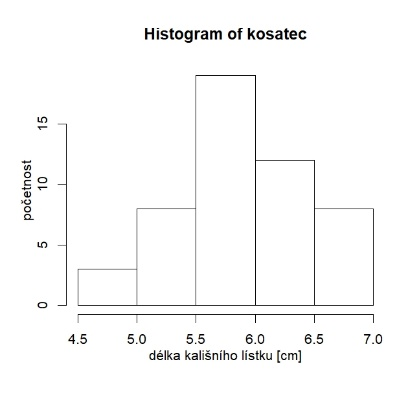 Histogram of kosatec
15
10
5
0
početnost
4.5 5.0 5.5 6.0 6.5 7.0
délka kališního lístku [cm]